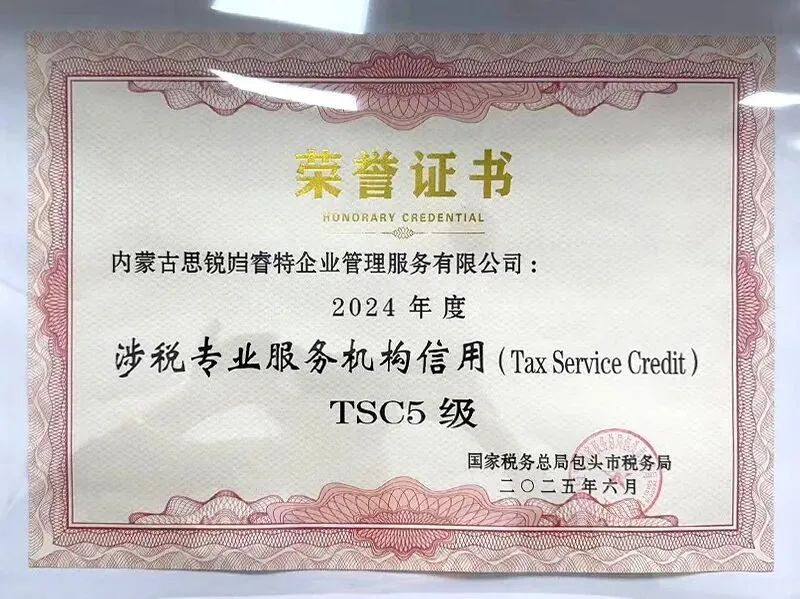 荣誉证书
HONORARY CREDENTIAL
内蒙古思锐岿睿特企业管理服务有限公司:
2024 年 度
涉税专业服务机构信用(Tax Service Credit)
TSC5 级
国家税务总局包头市税务局
二〇二五年六月